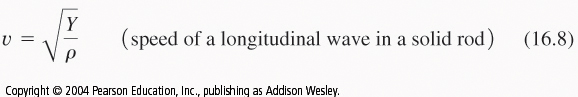 v = √(Y/ρ) (speed of a longitudinal wave in a solid rod) (16.8)
Copyright © 2004 Pearson Education, Inc., publishing as Addison Wesley.